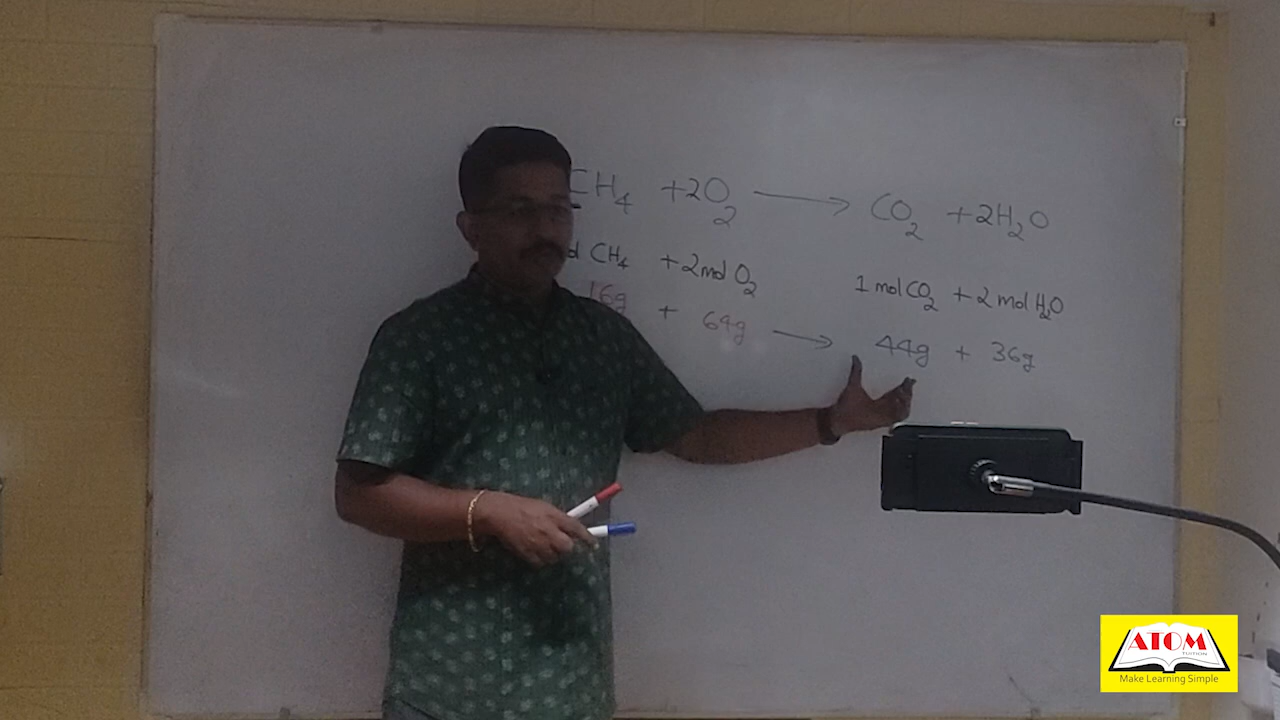 CH₄ + 2O₂ ⟶ CO₂ + 2H₂O
CH₄ + 2 mol O₂ 1 mol CO₂ + 2 mol H₂O
16g + 64g ⟶ 44g + 36g
ATOM
TUITION
Make Learning Simple